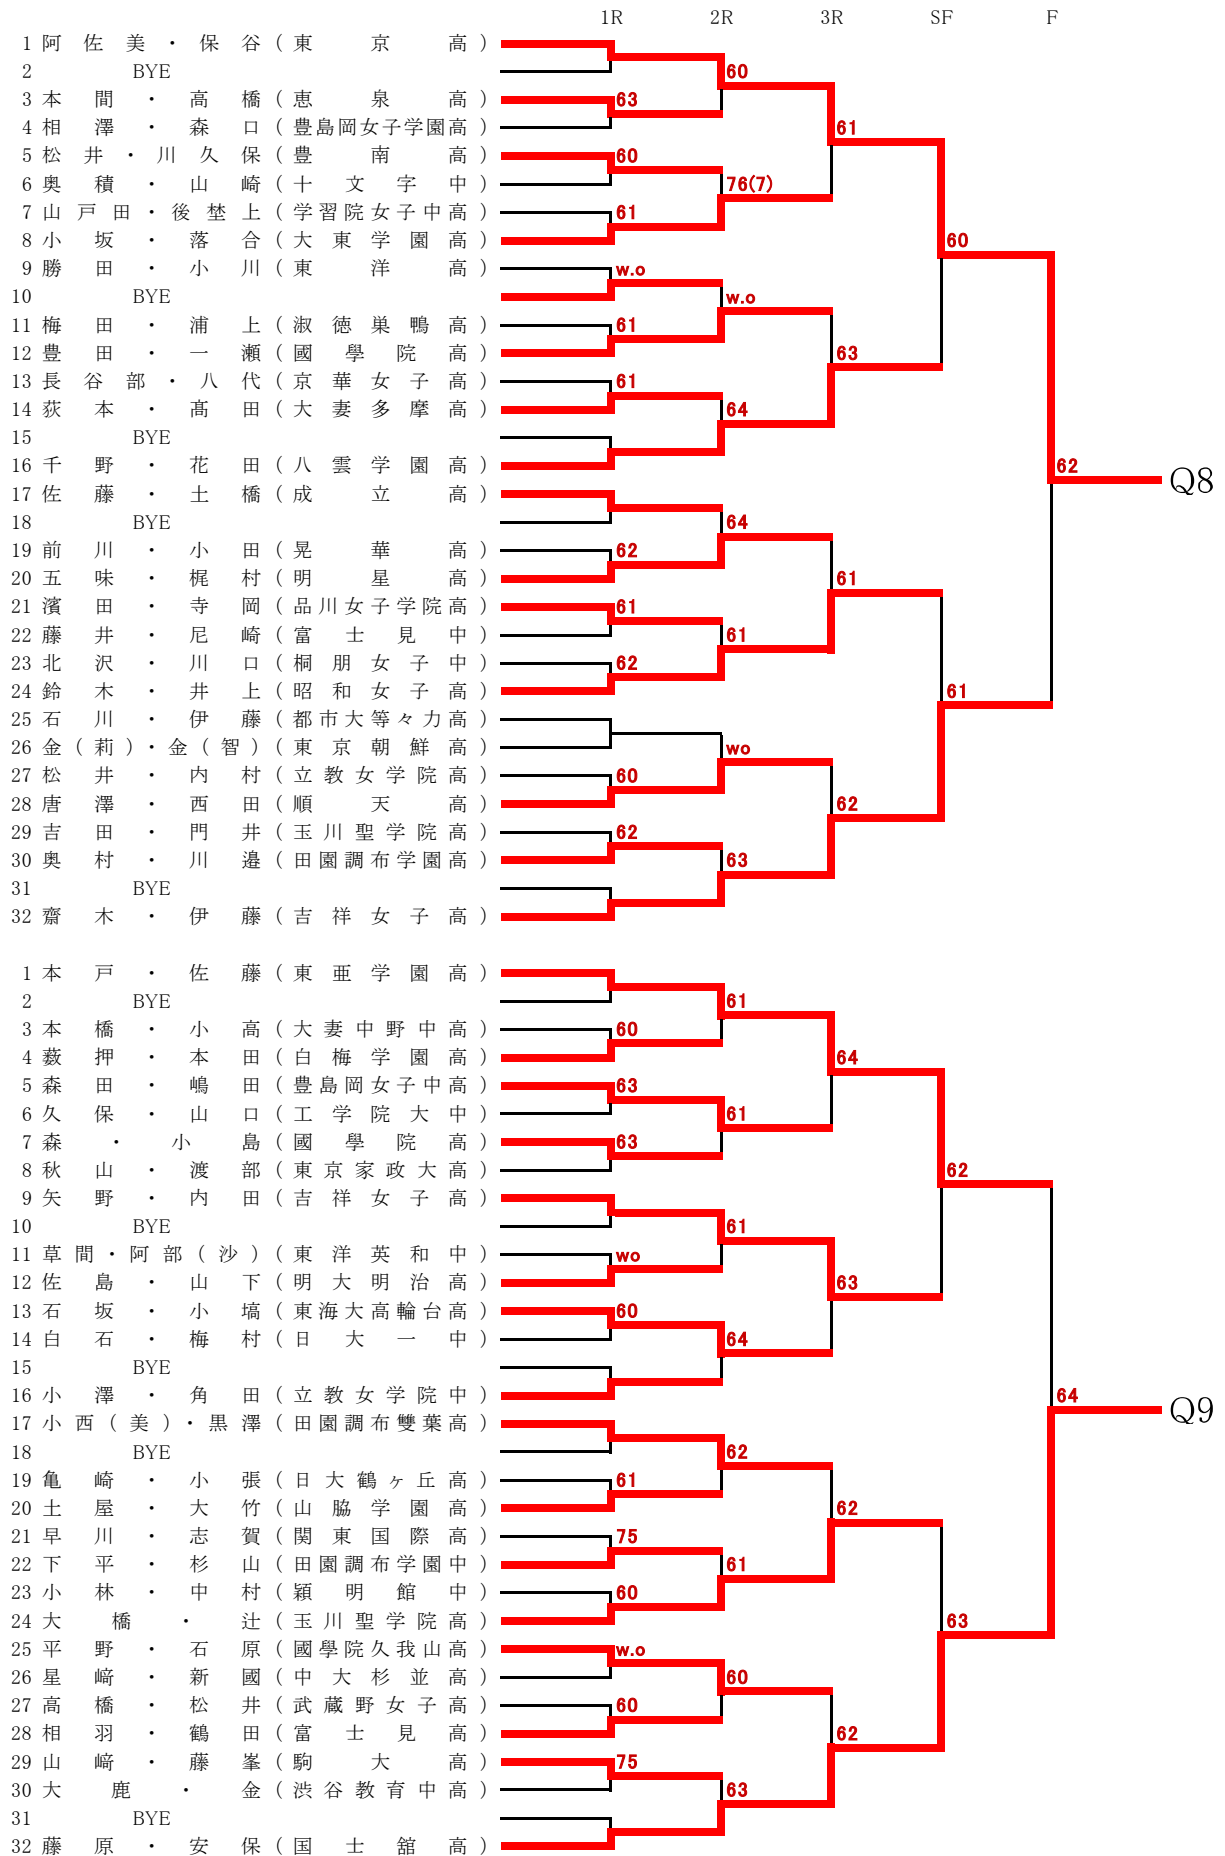 1R 2R 3R SF F
1 阿佐美・保谷(東京高)
2 BYE
60
3 本間・高橋(恵泉高) 63
4 相澤・森口(豊島岡女子学園高)
61
5 松井・川久保(豊南高) 60
6 奥積・山崎(十文字中)
76(7)
7 山戸田・後埜上(学習院女子中高) 61
8 小坂・落合(大東学園高)
60
9 勝田・小川(東洋高) w.o
10 BYE
w.o
11 梅田・浦上(淑徳巣鴨高) 61
12 豊田・一瀬(國學院高)
63
13 長谷部・八代(京華女子高) 61
14 荻本・髙田(大妻多摩高)
64
15 BYE
16 千野・花田(八雲学園高)
62
Q8
17 佐藤・土橋(成立高)
18 BYE
64
19 前川・小田(晃華高) 62
20 五味・梶村(明星高)
61
21 濱田・寺岡(品川女子学院高) 61
22 藤井・尼崎(富士見中)
61
23 北沢・川口(桐朋女子中) 62
24 鈴木・井上(昭和女子高)
61
25 石川・伊藤(都市大等々力高)
26 金(莉)・金(智)(東京朝鮮高)
wo
27 松井・内村(立教女学院高) 60
28 唐澤・西田(順天高)
62
29 吉田・門井(玉川聖学院高) 62
30 奥村・川邉(田園調布学園高)
63
31 BYE
32 齋木・伊藤(吉祥女子高)
1 本戸・佐藤(東亜学園高)
2 BYE
61
3 本橋・小高(大妻中野中高) 60
4 薮押・本田(白梅学園高)
64
5 森田・嶋田(豊島岡女子中高) 63
6 久保・山口(工学院大中)
61
7 森・小島(國學院高) 63
8 秋山・渡部(東京家政大高)
62
9 矢野・内田(吉祥女子高)
10 BYE
61
11 草間・阿部(沙)(東洋英和中) wo
12 佐島・山下(明大明治高)
63
13 石坂・小塙(東海大高輪台高) 60
14 白石・梅村(日大一中)
64
15 BYE
16 小澤・角田(立教女学院中)
64
Q9
17 小西(美)・黒澤(田園調布雙葉高)
18 BYE
62
19 亀崎・小張(日大鶴ヶ丘高) 61
20 土屋・大竹(山脇学園高)
62
21 早川・志賀(関東国際高) 75
22 下平・杉山(田園調布学園中)
61
23 小林・中村(穎明館中) 60
24 大橋・辻(玉川聖学院高)
63
25 平野・石原(國學院久我山高) w.o
26 星﨑・新國(中大杉並高)
60
27 高橋・松井(武蔵野女子高) 60
28 相羽・鶴田(富士見高)
62
29 山﨑・藤峯(駒大高) 75
30 大鹿・金(渋谷教育中高)
63
31 BYE
32 藤原・安保(国士舘高)